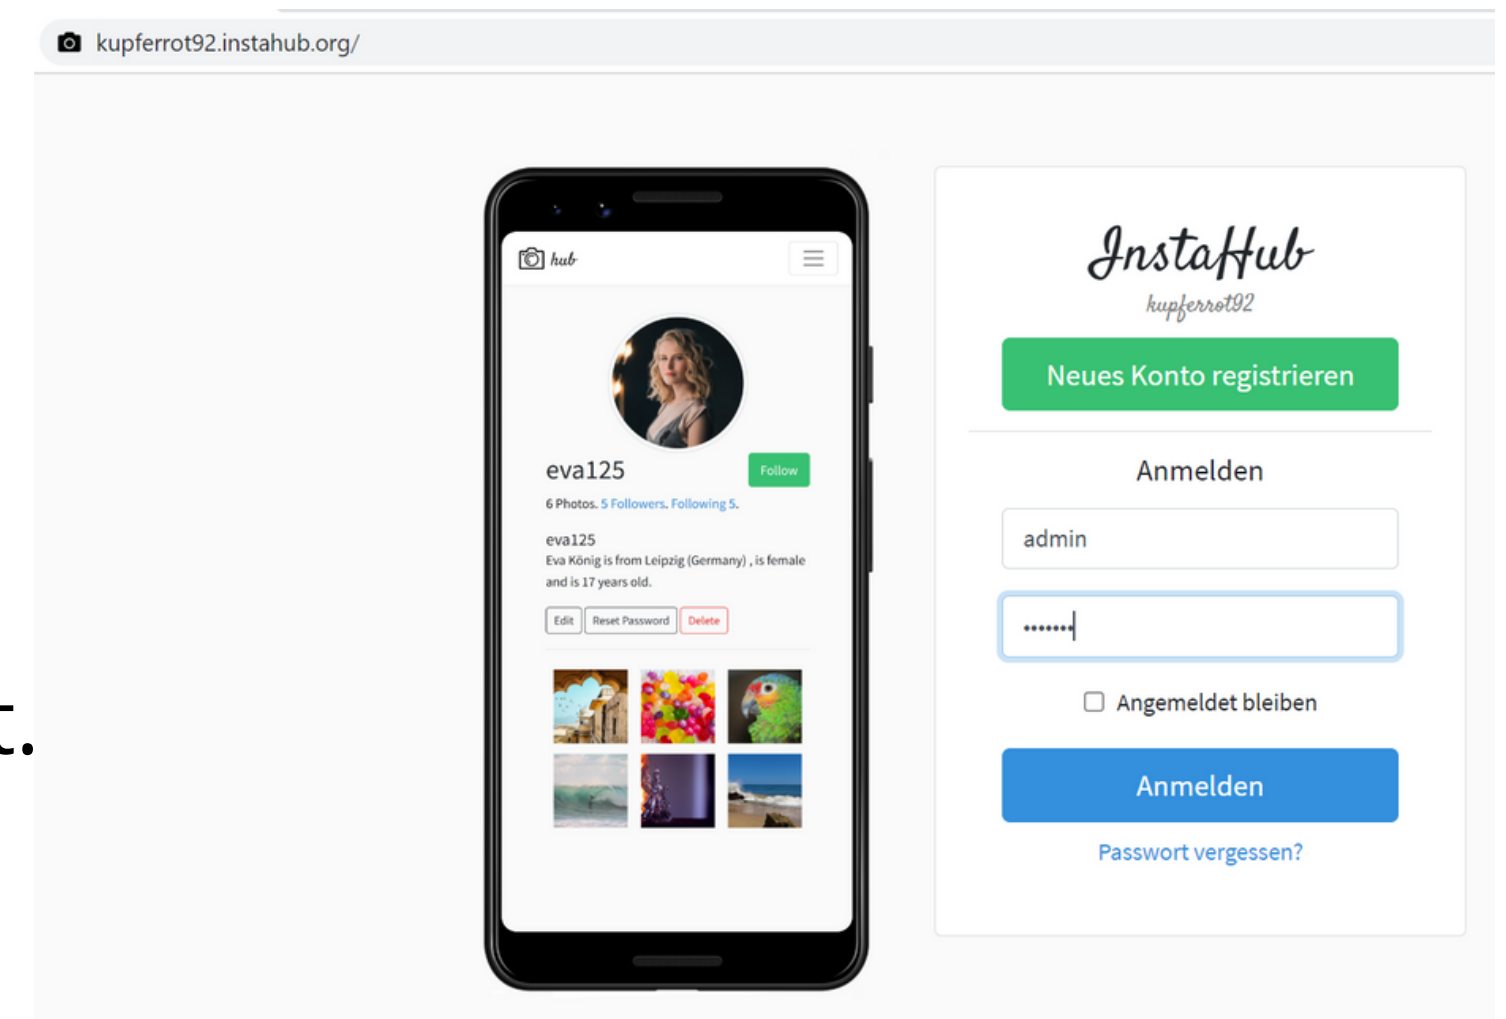 kupferrot92.instahub.org/
hub
eva125
Follow
6 Photos. 5 Followers. Following 5.
eva125
Eva König is from Leipzig (Germany) , is female
and is 17 years old.
Edit Reset Password Delete
t.
InstaHub
kupferrot92
Neues Konto registrieren
Anmelden
admin
•••••••
Angemeldet bleiben
Anmelden
Passwort vergessen?